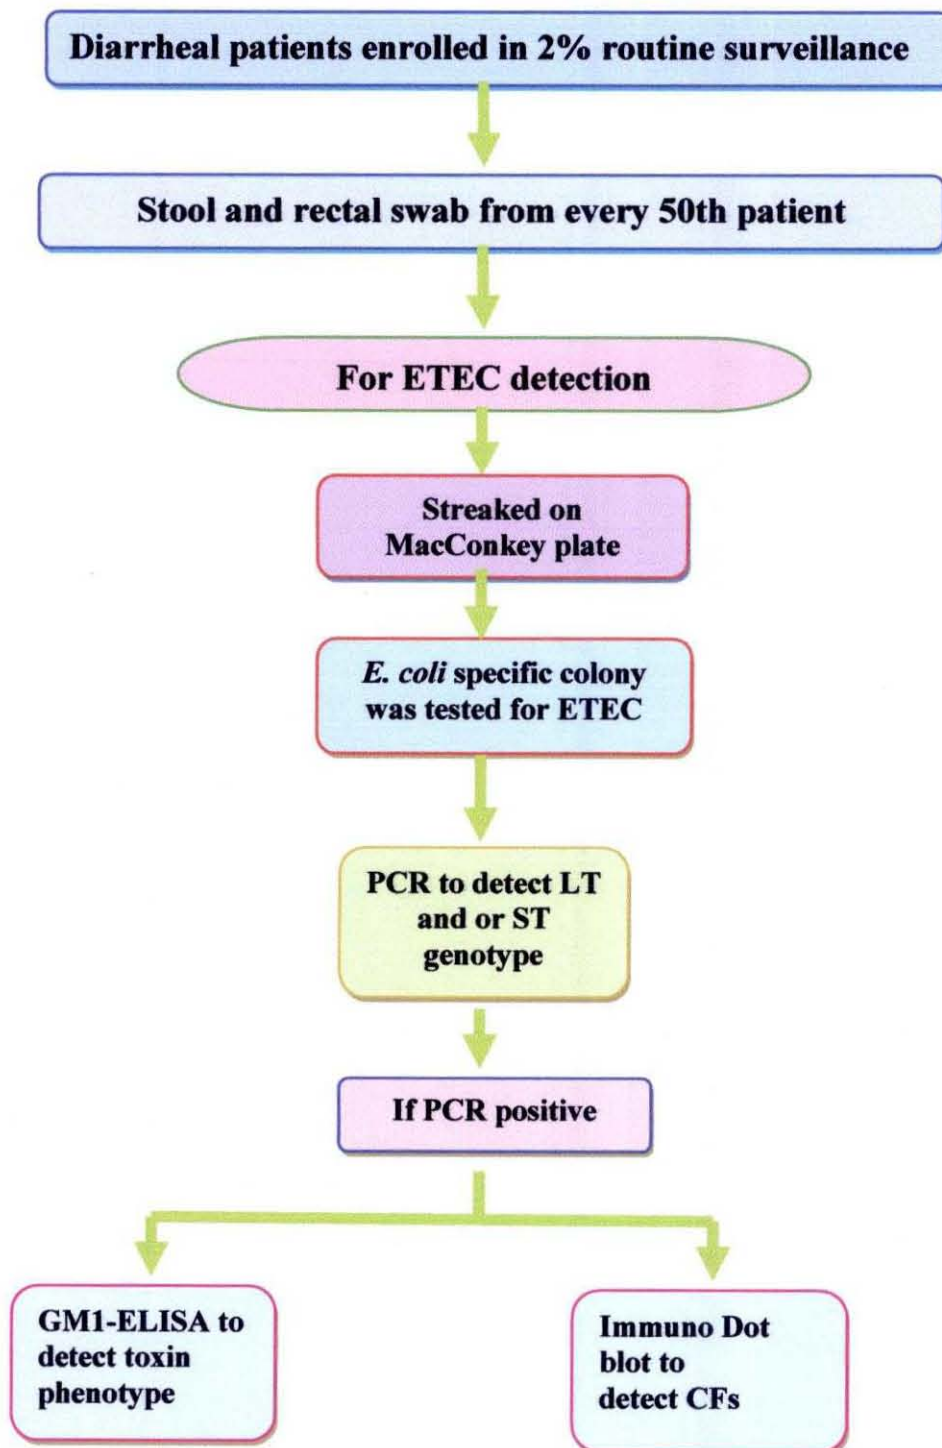 Diarrheal patients enrolled in 2% routine surveillance
Stool and rectal swab from every 50th patient
For ETEC detection
Streaked on
MacConkey plate
E. coli specific colony
was tested for ETEC
PCR to detect LT
and or ST
genotype
If PCR positive
GM1-ELISA to
detect toxin
phenotype
Immuno Dot
blot to
detect CFs